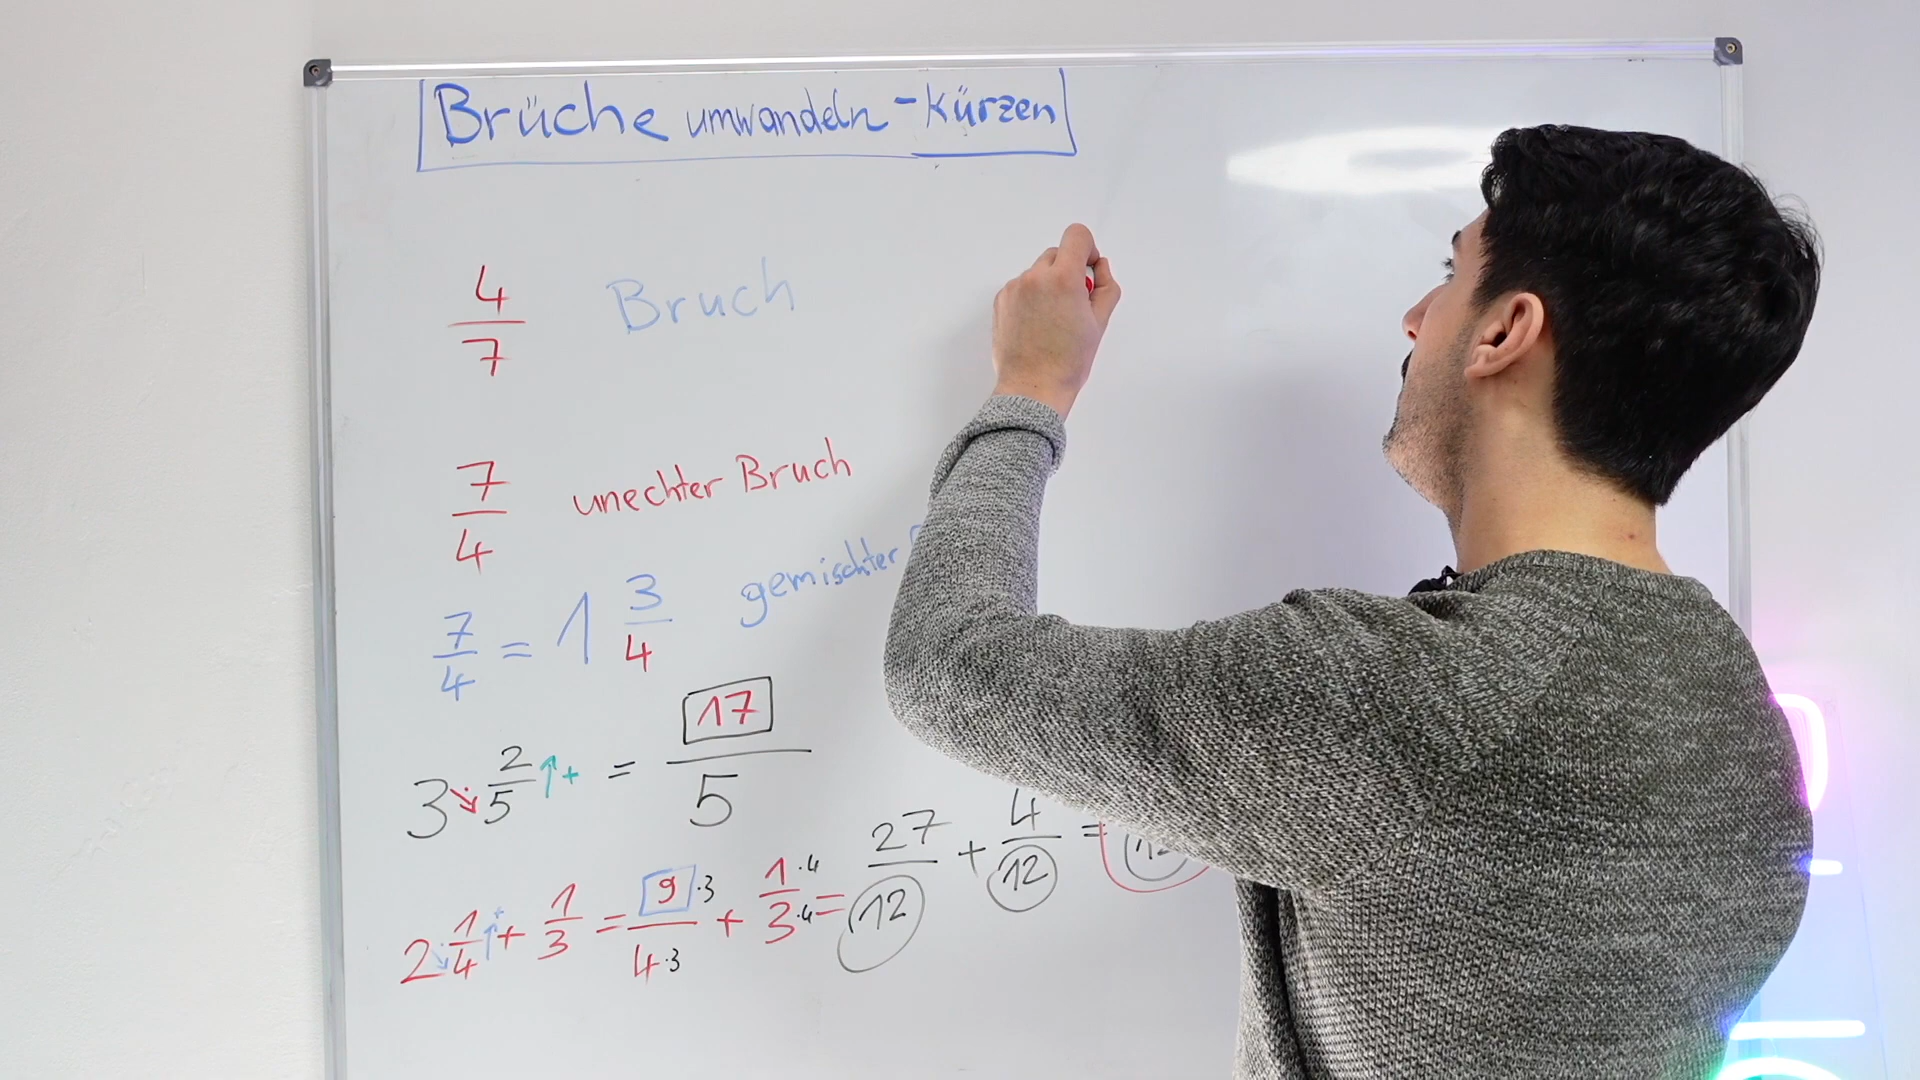 Brüche umwandeln - Kürzen
4/7 Bruch
7/4 unechter Bruch
7/4 = 1 3/4 gemischter
3 · 2/5 + = 17/5
2 · 1/4 + + 1/3 = 9·3/4·3 + 1·4/3·4 = 27/12 + 4/12 = 12